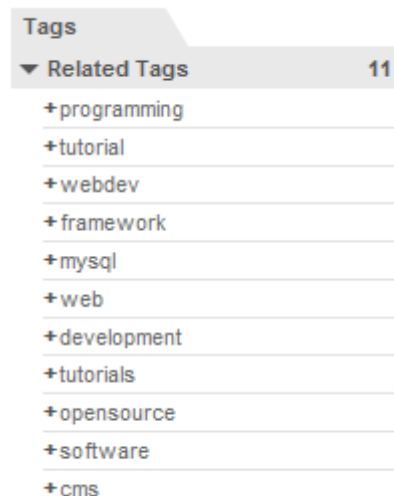 Tags
Related Tags 11
+programming
+tutorial
+webdev
+framework
+mysql
+web
+development
+tutorials
+opensource
+software
+cms